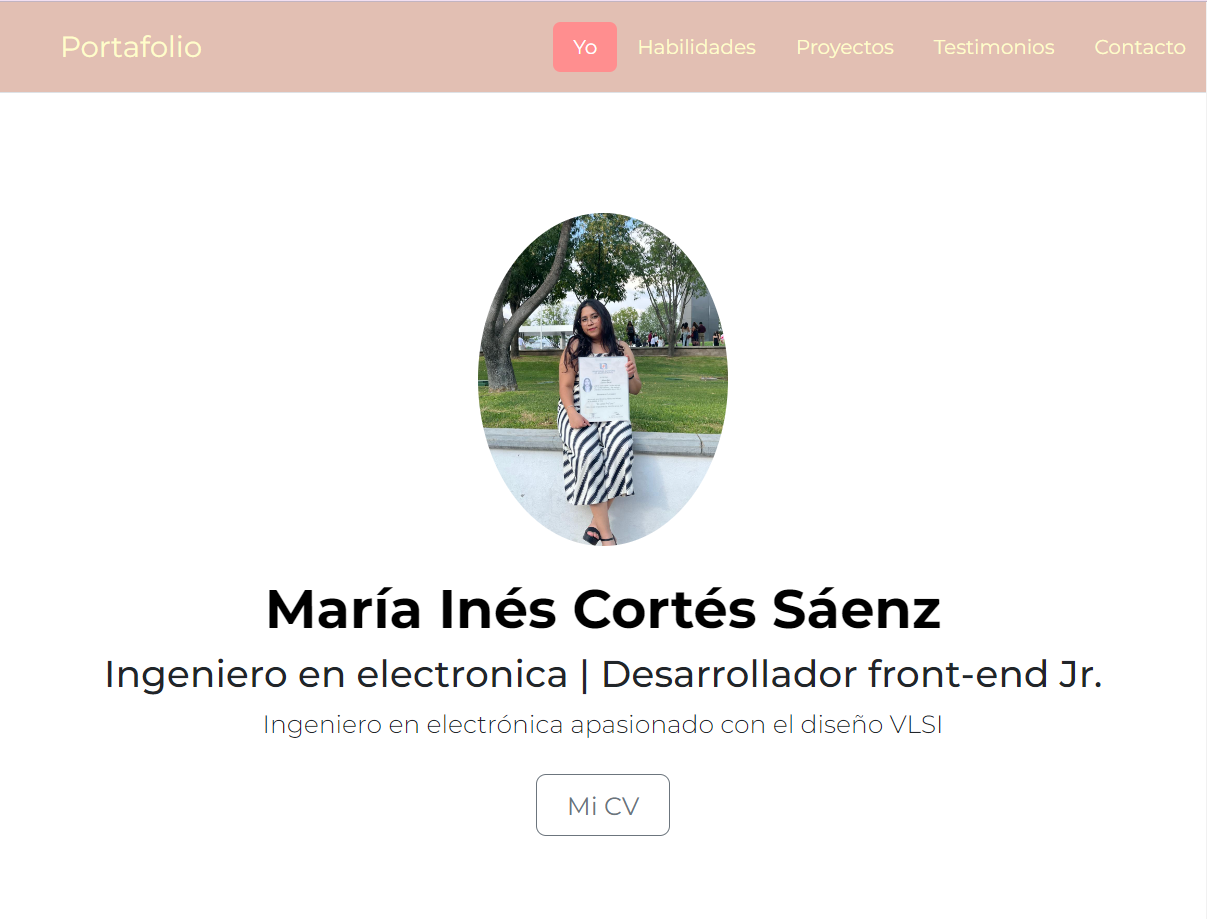 Portafolio
Yo
Habilidades
Proyectos
Testimonios
Contacto
María Inés Cortés Sáenz
Ingeniero en electronica | Desarrollador front-end Jr.
Ingeniero en electrónica apasionado con el diseño VLSI
Mi CV